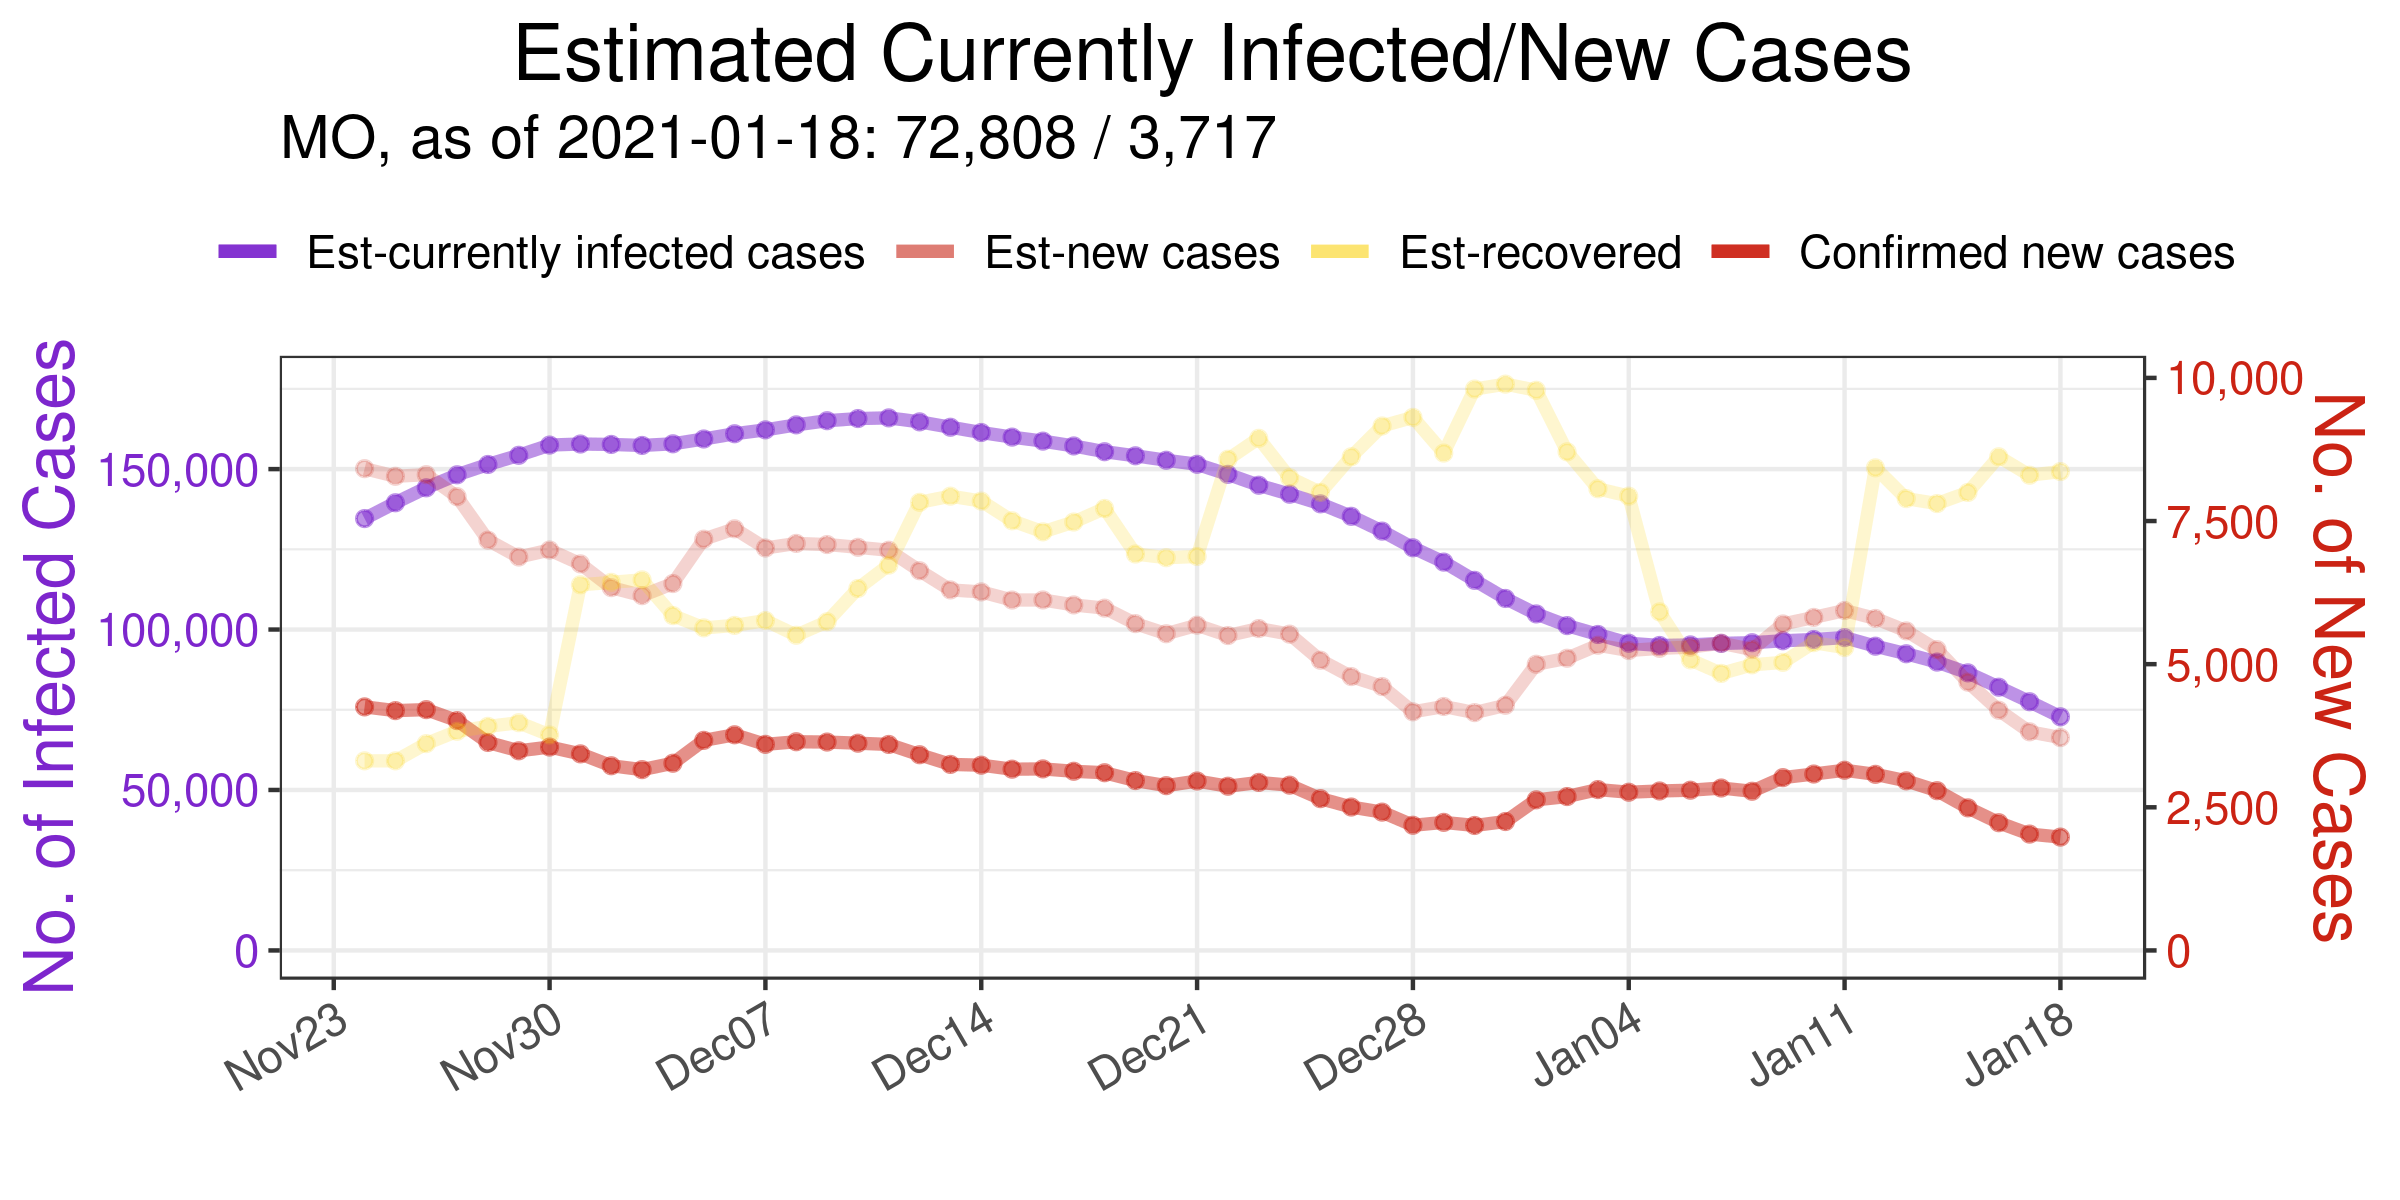 Estimated Currently Infected/New Cases
MO, as of 2021-01-18: 72,808 / 3,717
Est-currently infected cases Est-new cases Est-recovered Confirmed new cases
No. of Infected Cases
150,000
100,000
50,000
0
10,000
7,500
5,000
2,500
0
No. of New Cases
Nov23 Nov30 Dec07 Dec14 Dec21 Dec28 Jan04 Jan11 Jan18